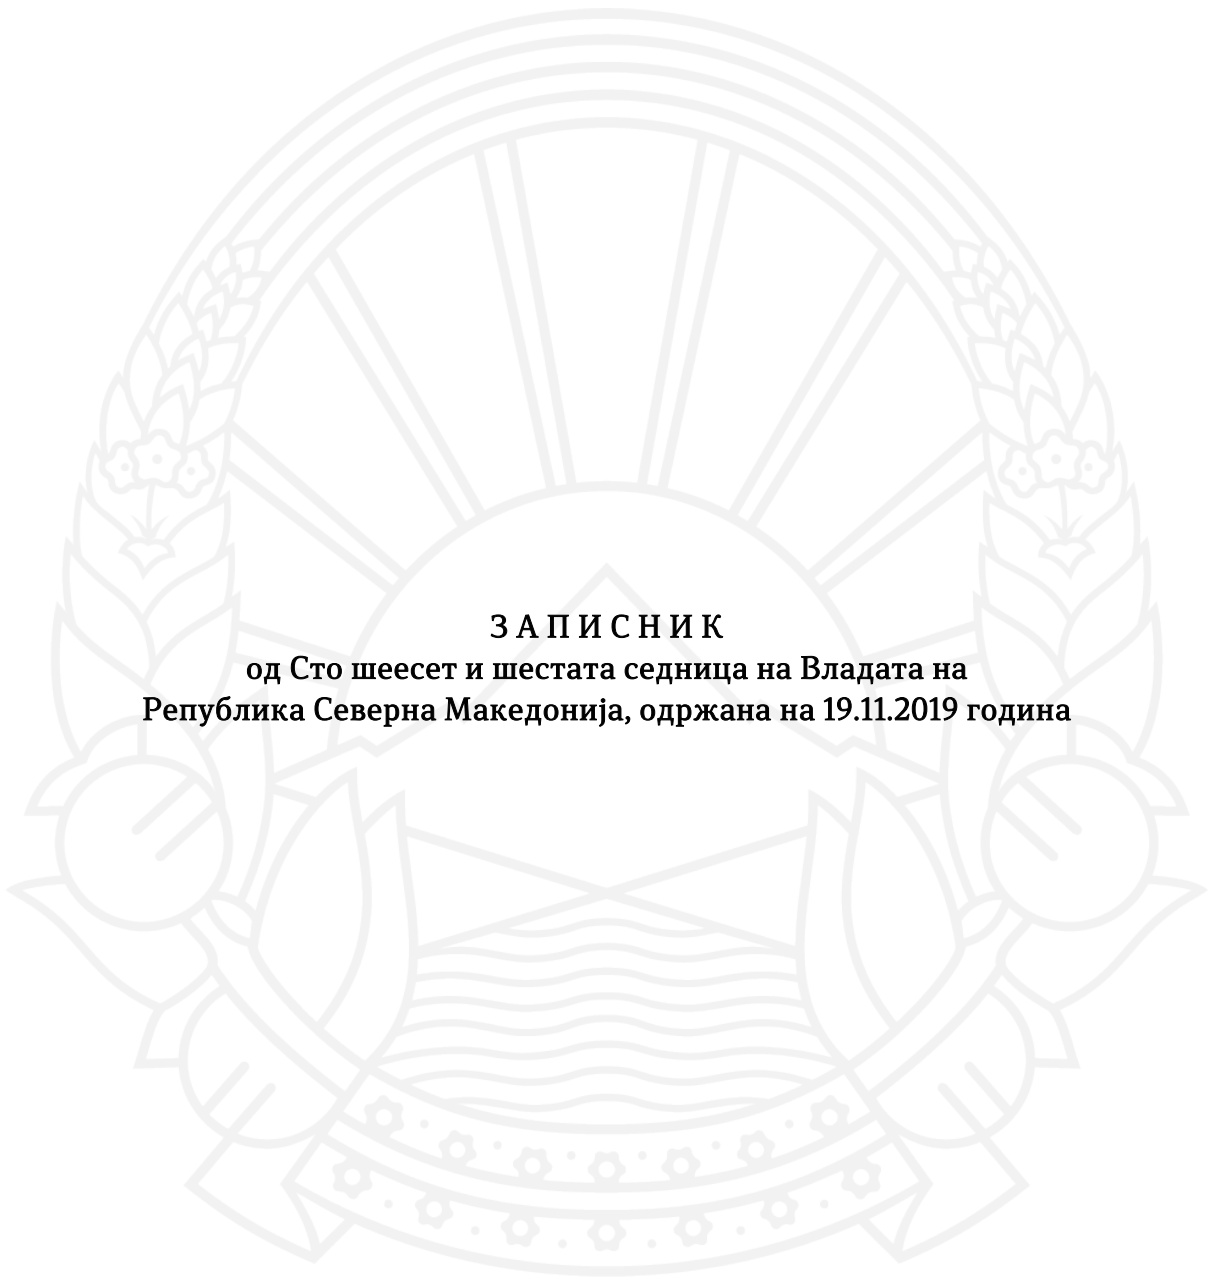 З А П И С Н И К
од Сто шеесет и шестата седница на Владата на
Република Северна Македонија, одржана на 19.11.2019 година